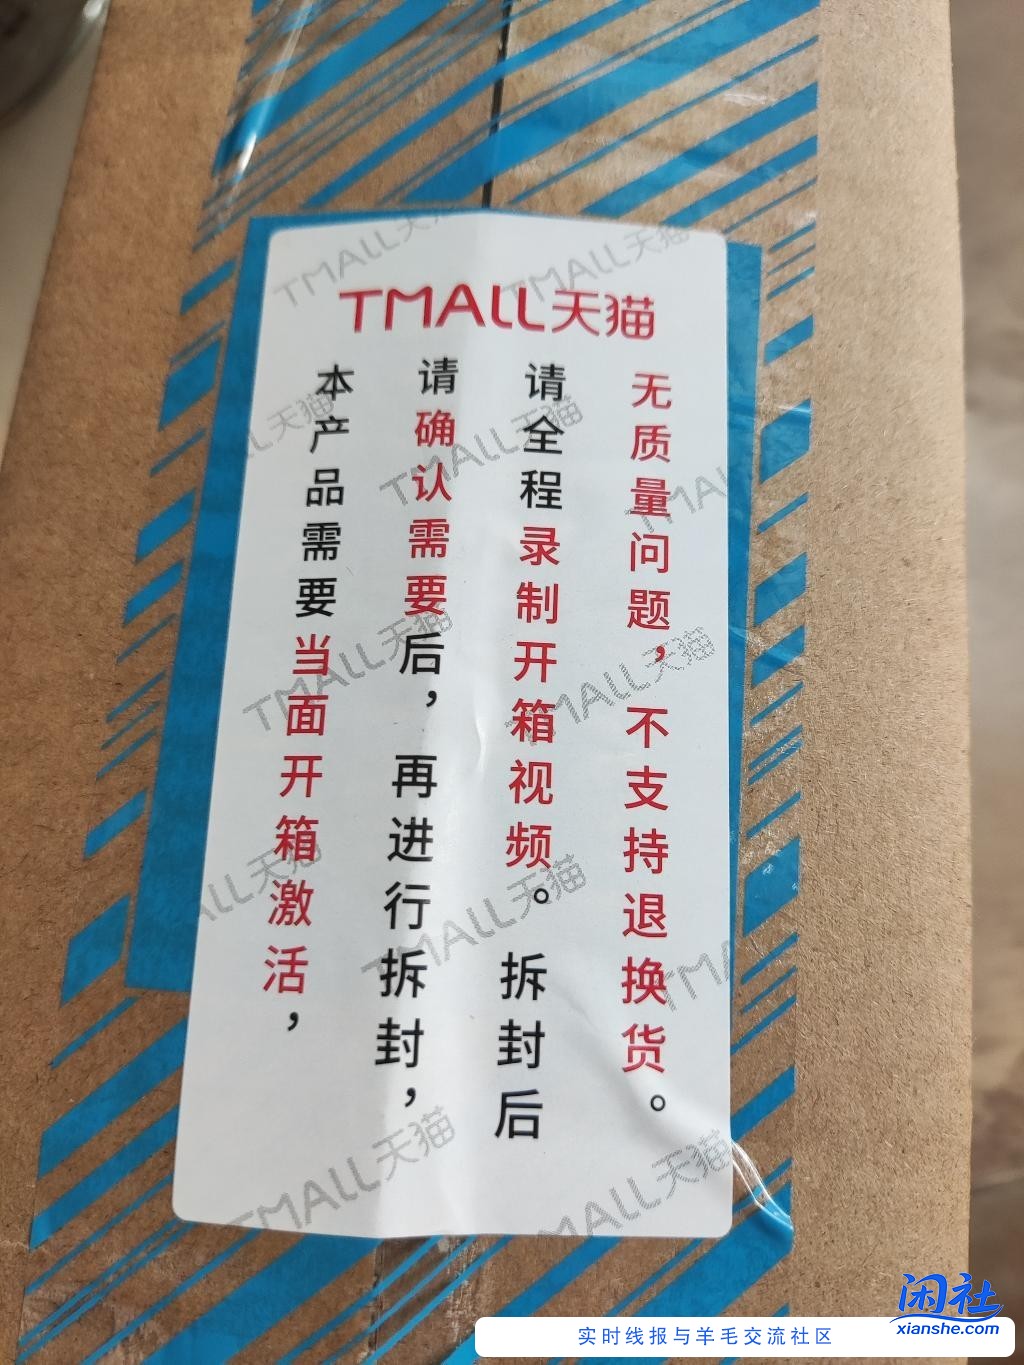 TMALL天猫
本产品需要当面开箱激活，
请确认需要后，再进行拆封，
请全程录制开箱视频。拆封后
无质量问题，不支持退换货。
闲社
xianshe.com
实时线报与羊毛交流社区